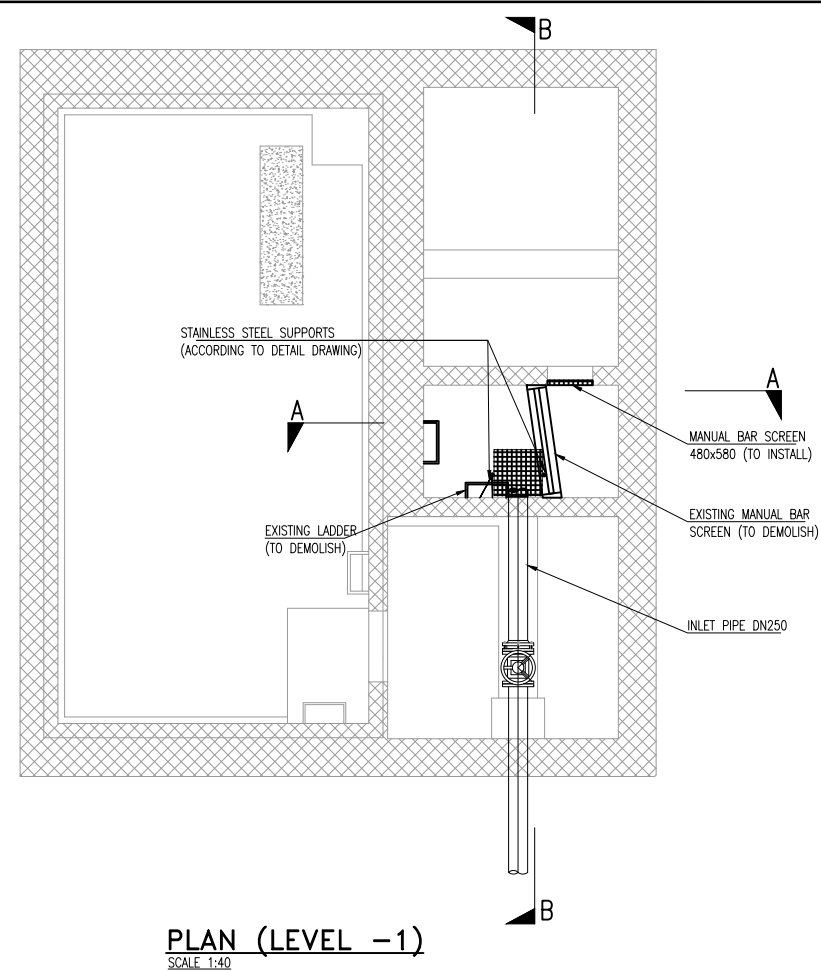 B
STAINLESS STEEL SUPPORTS
(ACCORDING TO DETAIL DRAWING)
A
A
MANUAL BAR SCREEN
480x580 (TO INSTALL)
EXISTING LADDER
(TO DEMOLISH)
EXISTING MANUAL BAR
SCREEN (TO DEMOLISH)
INLET PIPE DN250
B
PLAN (LEVEL -1)
SCALE 1:40